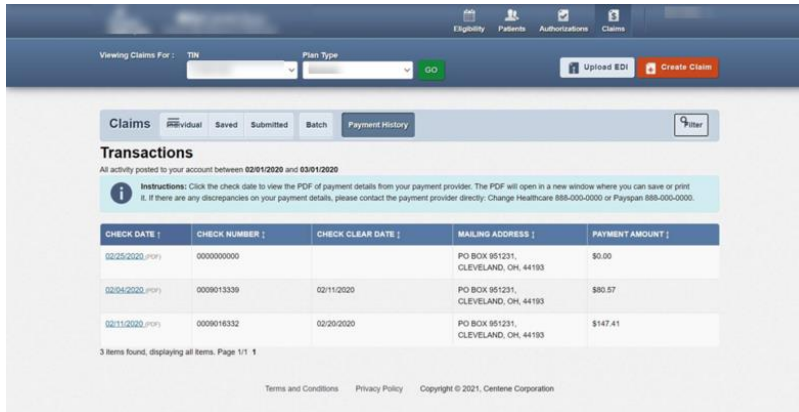 Eligibility Patients Authorizations Claims
Viewing Claims For : TIN Plan Type
GO Upload EDI Create Claim
Claims Individual Saved Submitted Batch Payment History Filter
Transactions
All activity posted to your account between 02/01/2020 and 03/01/2020
Instructions: Click the check date to view the PDF of payment details from your payment provider. The PDF will open in a new window where you can save or print
it. If there are any discrepancies on your payment details, please contact the payment provider directly: Change Healthcare 888-000-0000 or Payspan 888-000-0000.
CHECK DATE CHECK NUMBER CHECK CLEAR DATE MAILING ADDRESS PAYMENT AMOUNT
02/25/2020 (PDF) 0000000000 PO BOX 951231, $0.00
CLEVELAND, OH, 44193
02/04/2020 (PDF) 0009013339 02/11/2020 PO BOX 951231, $80.57
CLEVELAND, OH, 44193
02/11/2020 (PDF) 0009016332 02/20/2020 PO BOX 951231, $147.41
CLEVELAND, OH, 44193
3 items found, displaying all items. Page 1/1 1
Terms and Conditions Privacy Policy Copyright © 2021, Centene Corporation